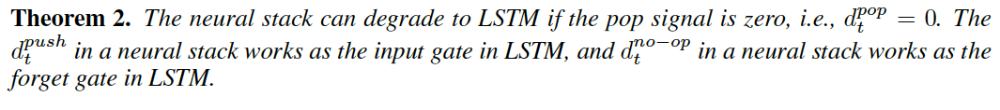 Theorem 2. The neural stack can degrade to LSTM if the pop signal is zero, i.e., d_t^{pop} = 0. The
d_t^{push} in a neural stack works as the input gate in LSTM, and d_t^{no-op} in a neural stack works as the
forget gate in LSTM.